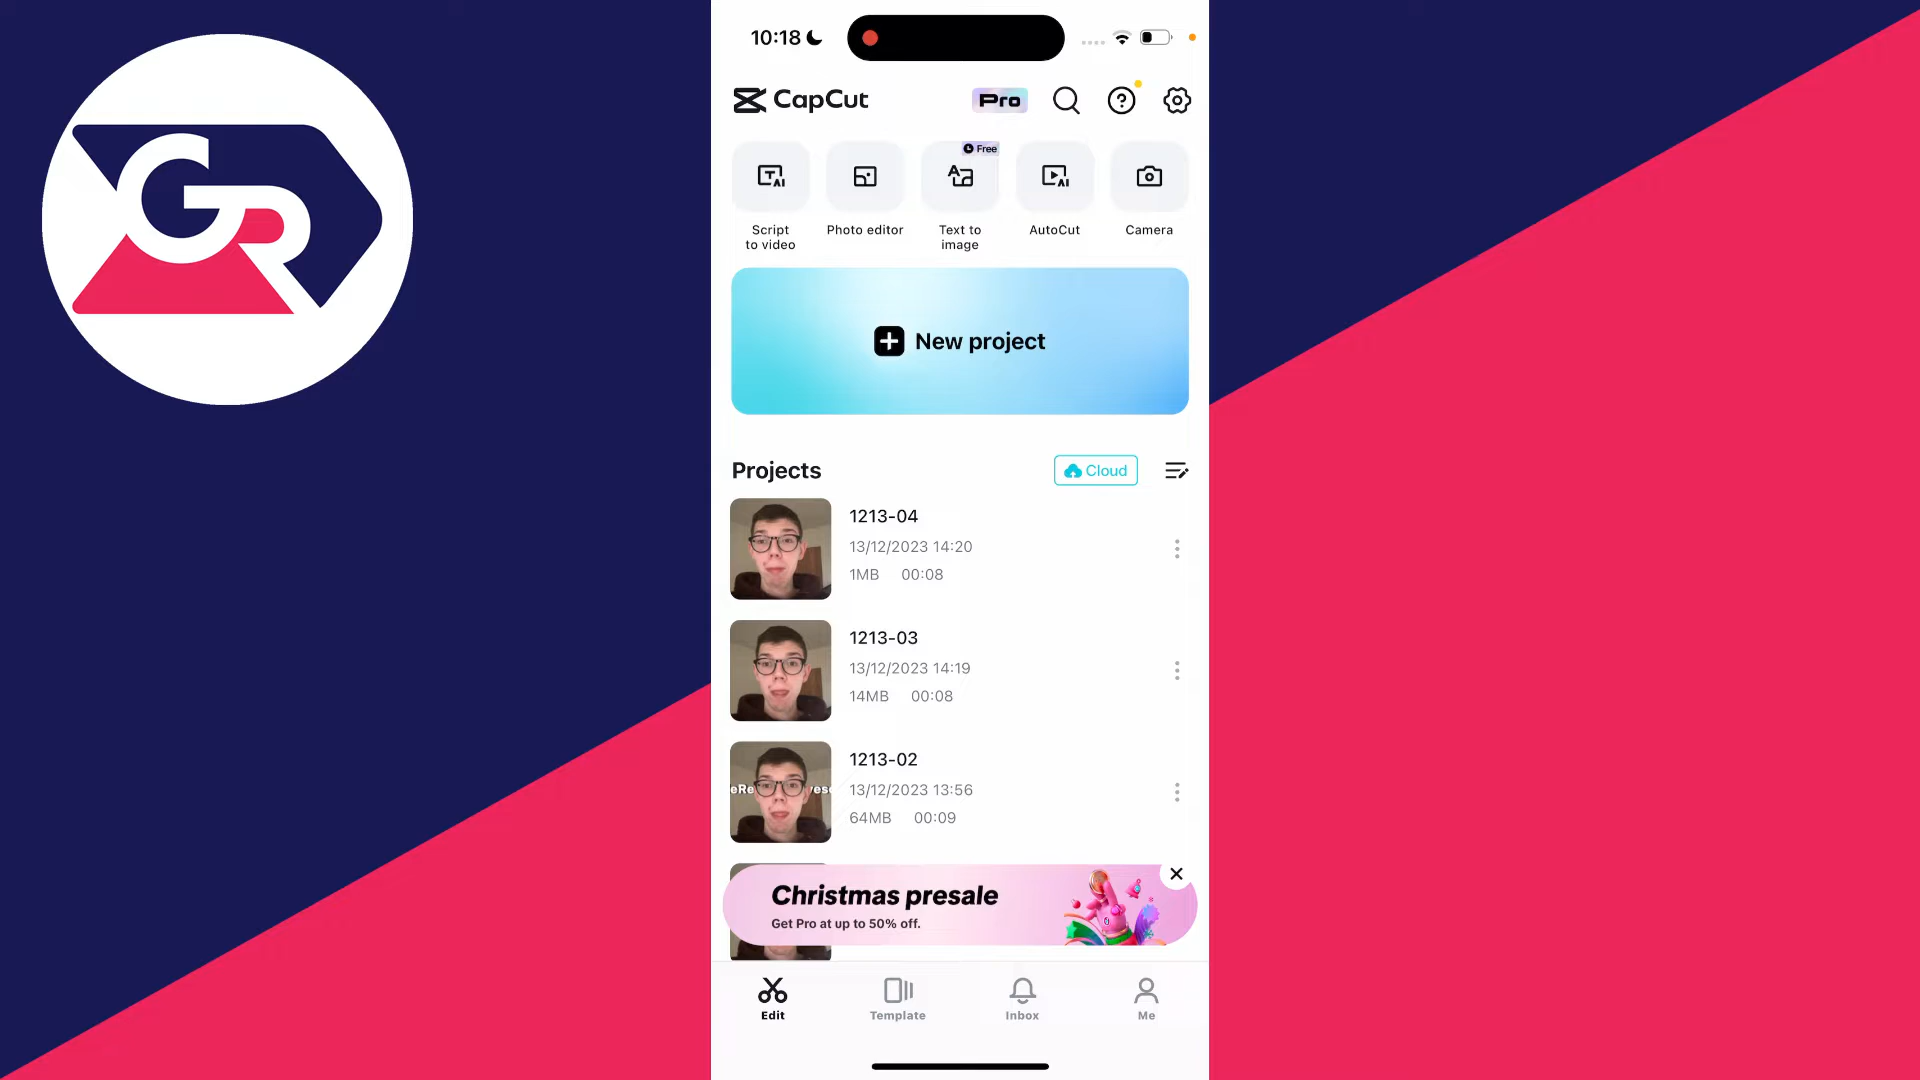 GR
10:18
CapCut
Pro
Free
Script
to video
Photo editor
Text to
image
AutoCut
Camera
New project
Projects
Cloud
1213-04
13/12/2023 14:20
1MB 00:08
1213-03
13/12/2023 14:19
14MB 00:08
1213-02
13/12/2023 13:56
64MB 00:09
Christmas presale
Get Pro at up to 50% off.
Edit
Template
Inbox
Me